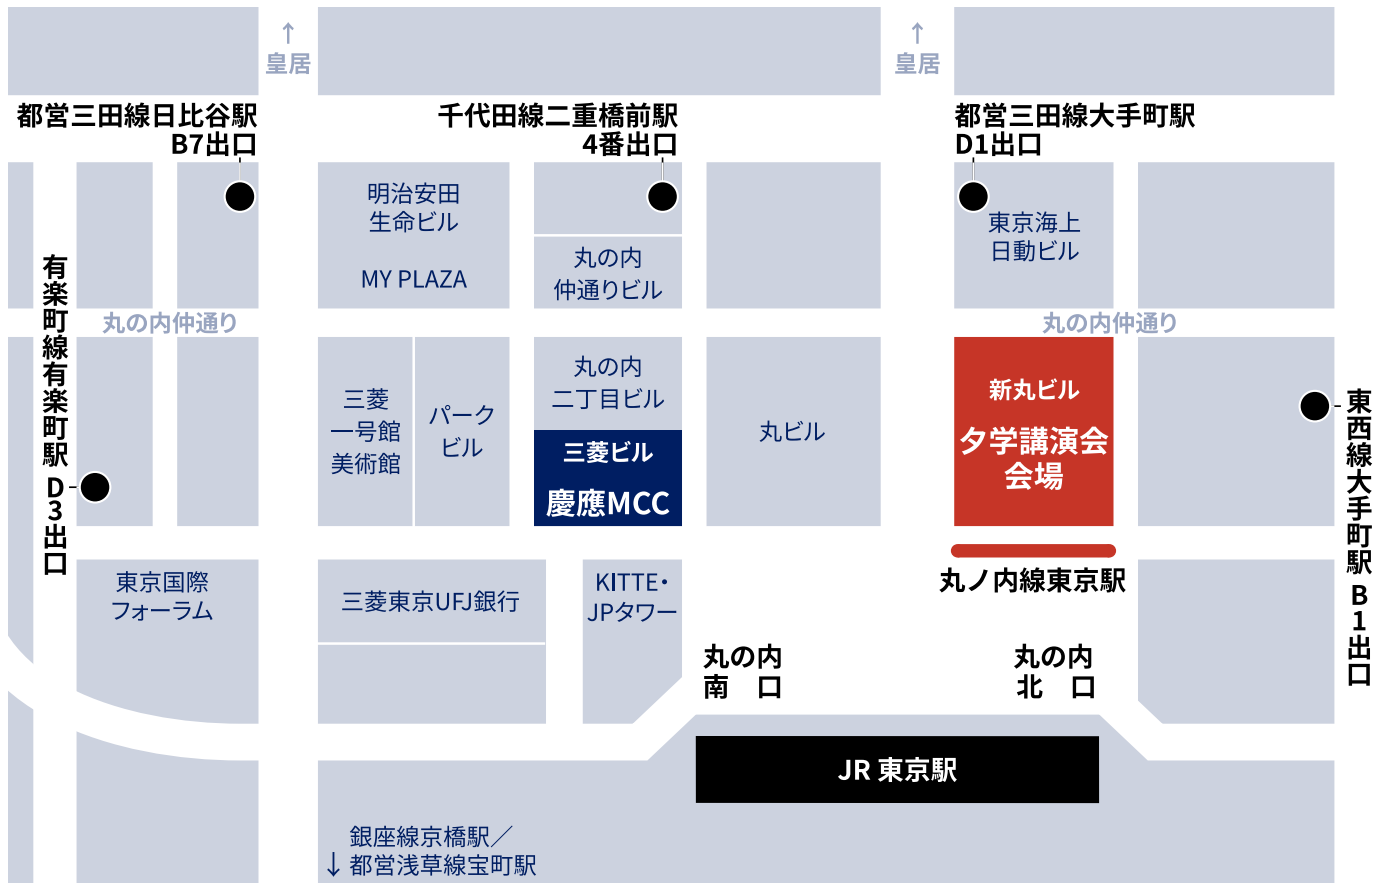 ↑
皇居
↑
皇居
都営三田線日比谷駅
B7出口
千代田線二重橋前駅
4番出口
都営三田線大手町駅
D1出口
明治安田
生命ビル
MY PLAZA
丸の内
仲通りビル
東京海上
日動ビル
有楽町線有楽町駅 D3出口
丸の内仲通り
丸の内仲通り
三菱
一号館
美術館
パーク
ビル
丸の内
二丁目ビル
三菱ビル
慶應MCC
丸ビル
新丸ビル
夕学講演会
会場
東西線大手町駅 B1出口
丸ノ内線東京駅
東京国際
フォーラム
三菱東京UFJ銀行
KITTE・
JPタワー
丸の内
南 口
丸の内
北 口
JR 東京駅
銀座線京橋駅／
↓ 都営浅草線宝町駅